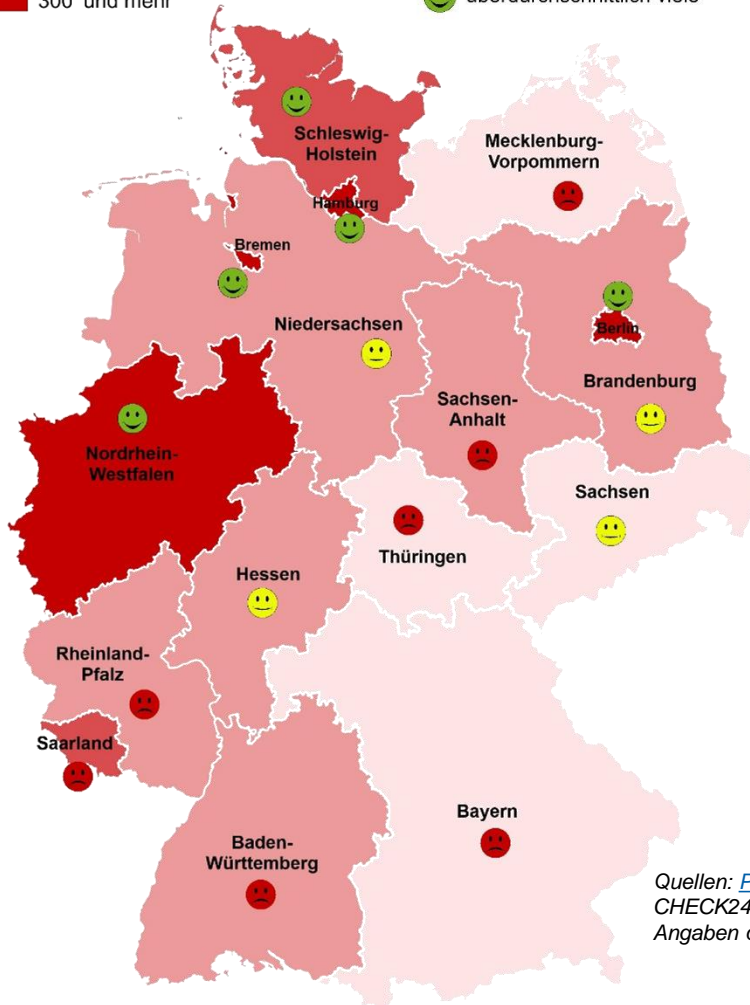 300 und mehr
überdurchschnittlich viele
Schleswig-
Holstein
Mecklenburg-
Vorpommern
Hamburg
Bremen
Niedersachsen
Berlin
Brandenburg
Sachsen-
Anhalt
Nordrhein-
Westfalen
Sachsen
Thüringen
Hessen
Rheinland-
Pfalz
Saarland
Bayern
Baden-
Württemberg
Quellen:
CHECK24
Angaben